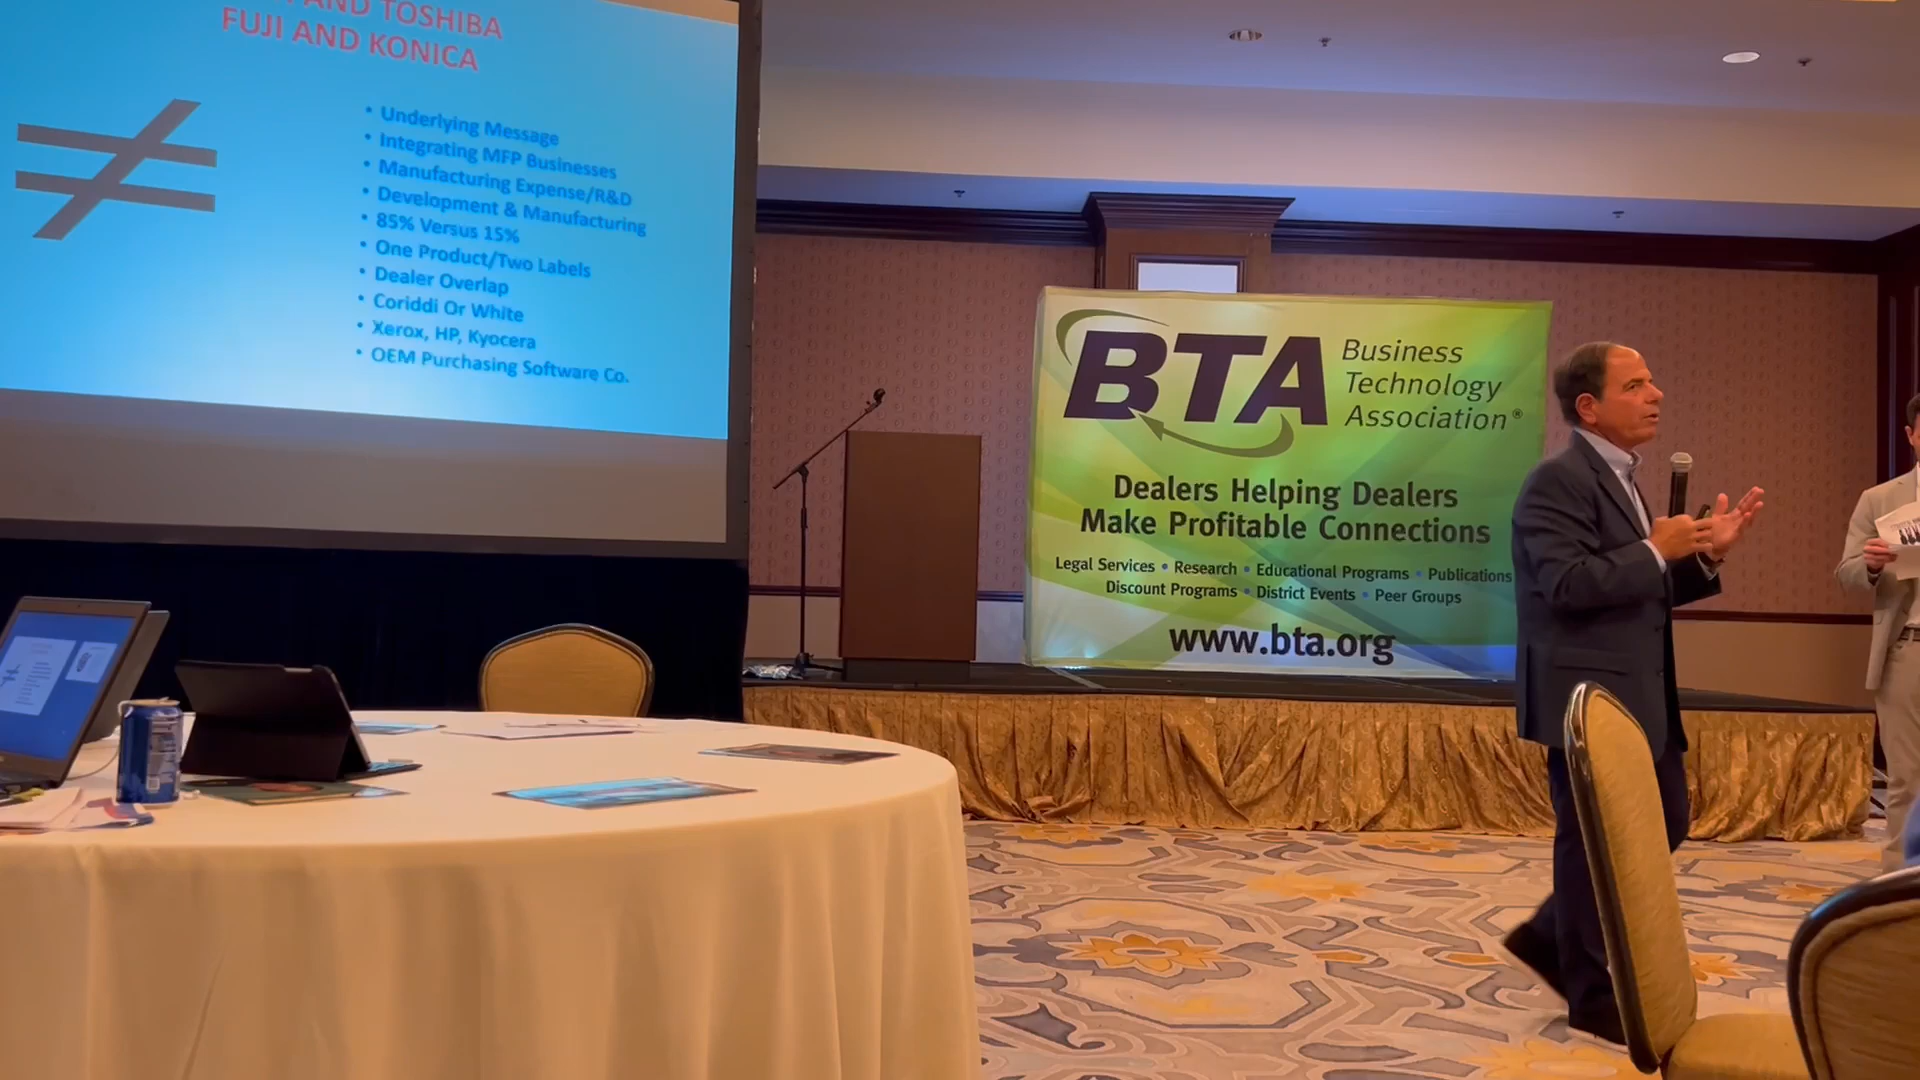 AND TOSHIBA
FUJI AND KONICA
• Underlying Message
• Integrating MFP Businesses
• Manufacturing Expense/R&D
• Development & Manufacturing
• 85% Versus 15%
• One Product/Two Labels
• Dealer Overlap
• Coriddi Or White
• Xerox, HP, Kyocera
• OEM Purchasing Software Co.
BTA Business
Technology
Association®
Dealers Helping Dealers
Make Profitable Connections
Legal Services • Research • Educational Programs • Publications
Discount Programs • District Events • Peer Groups
www.bta.org